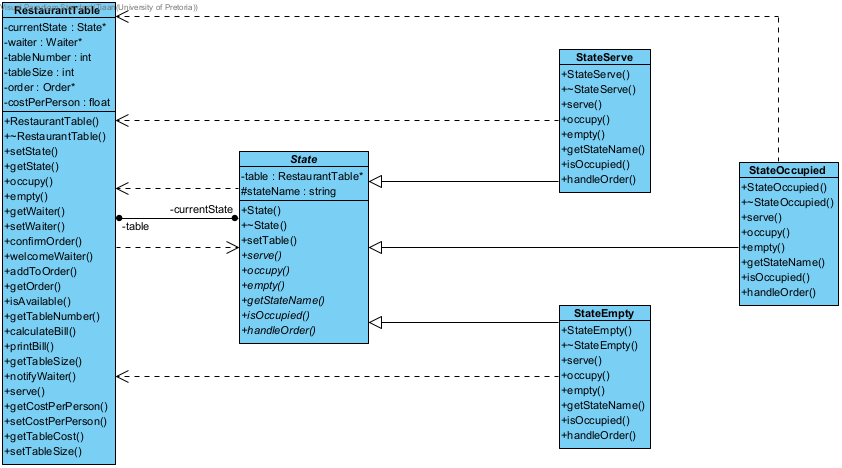 (University of Pretoria))
RestaurantTable
-currentState : State*
-waiter : Waiter*
-tableNumber : int
-tableSize : int
-order : Order*
-costPerPerson : float
+RestaurantTable()
+~RestaurantTable()
+setState()
+getState()
+occupy()
+empty()
+getWaiter()
+setWaiter()
+confirmOrder()
+welcomeWaiter()
+addToOrder()
+getOrder()
+isAvailable()
+getTableNumber()
+calculateBill()
+printBill()
+getTableSize()
+notifyWaiter()
+serve()
+getCostPerPerson()
+setCostPerPerson()
+getTableCost()
+setTableSize()
-currentState
-table
State
-table : RestaurantTable*
#stateName : string
+State()
+~State()
+setTable()
+serve()
+occupy()
+empty()
+getStateName()
+isOccupied()
+handleOrder()
StateServe
+StateServe()
+~StateServe()
+serve()
+occupy()
+empty()
+getStateName()
+isOccupied()
+handleOrder()
StateOccupied
+StateOccupied()
+~StateOccupied()
+serve()
+occupy()
+empty()
+getStateName()
+isOccupied()
+handleOrder()
StateEmpty
+StateEmpty()
+~StateEmpty()
+serve()
+occupy()
+empty()
+getStateName()
+isOccupied()
+handleOrder()